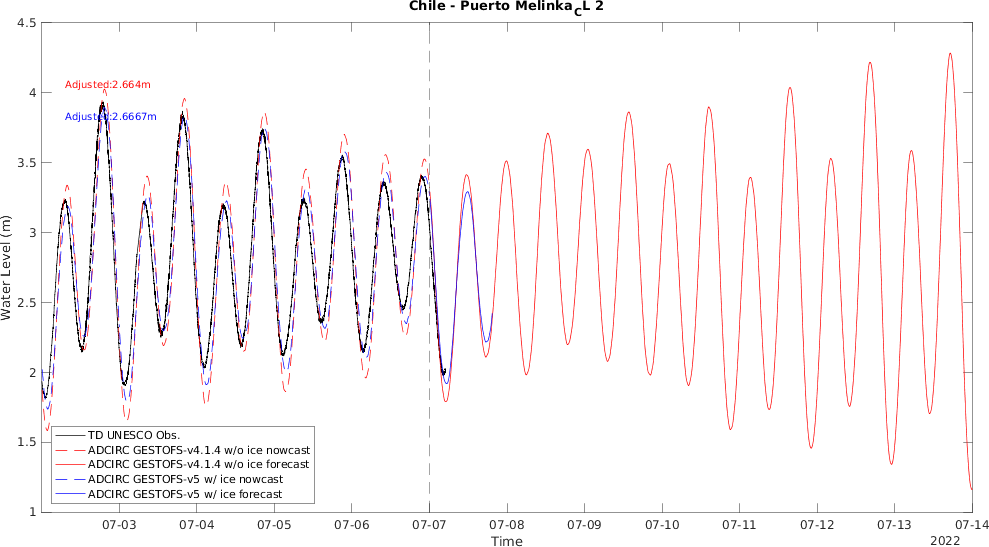 Chile - Puerto MelinkaCL 2
4.5
4
3.5
3
2.5
2
1.5
1
Water Level (m)
Adjusted:2.664m
Adjusted:2.6667m
TD UNESCO Obs.
ADCIRC GESTOFS-v4.1.4 w/o ice nowcast
ADCIRC GESTOFS-v4.1.4 w/o ice forecast
ADCIRC GESTOFS-v5 w/ ice nowcast
ADCIRC GESTOFS-v5 w/ ice forecast
07-03 07-04 07-05 07-06 07-07 07-08 07-09 07-10 07-11 07-12 07-13 07-14
Time
2022